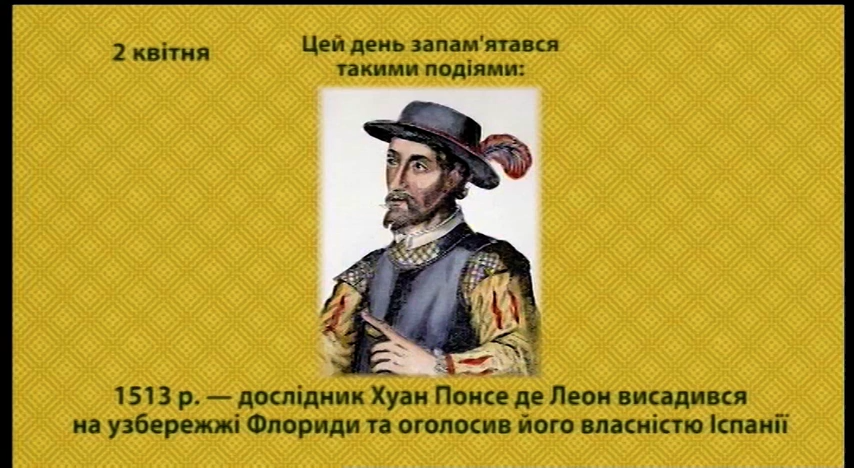 2 квітня
Цей день запам'ятався
такими подіями:
1513 р. — дослідник Хуан Понсе де Леон висадився
на узбережжі Флориди та оголосив його власністю Іспанії